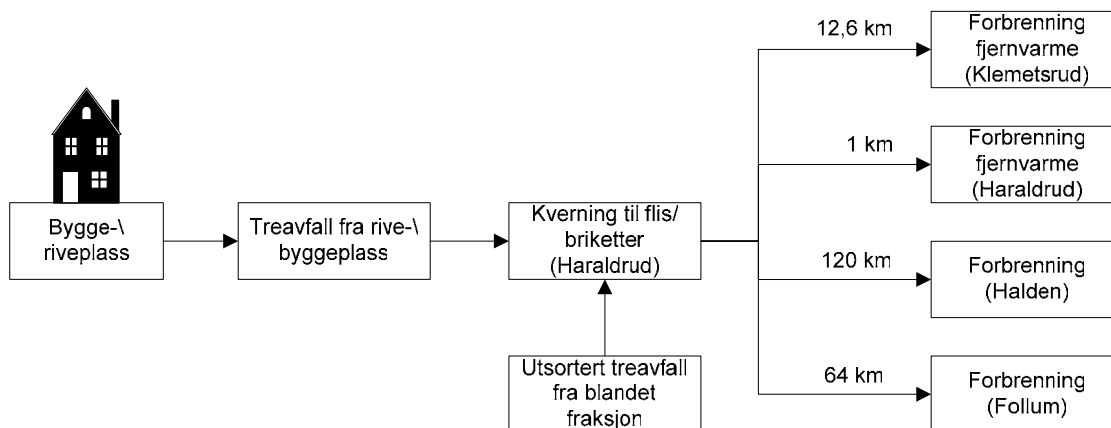 Bygge-\
riveplass
Treavfall fra rive-\
byggeplass
Kverning til flis/
briketter
(Haraldrud)
Utsortert treavfall
fra blandet
fraksjon
12,6 km
Forbrenning
fjernvarme
(Klemetsrud)
1 km
Forbrenning
fjernvarme
(Haraldrud)
120 km
Forbrenning
(Halden)
64 km
Forbrenning
(Follum)